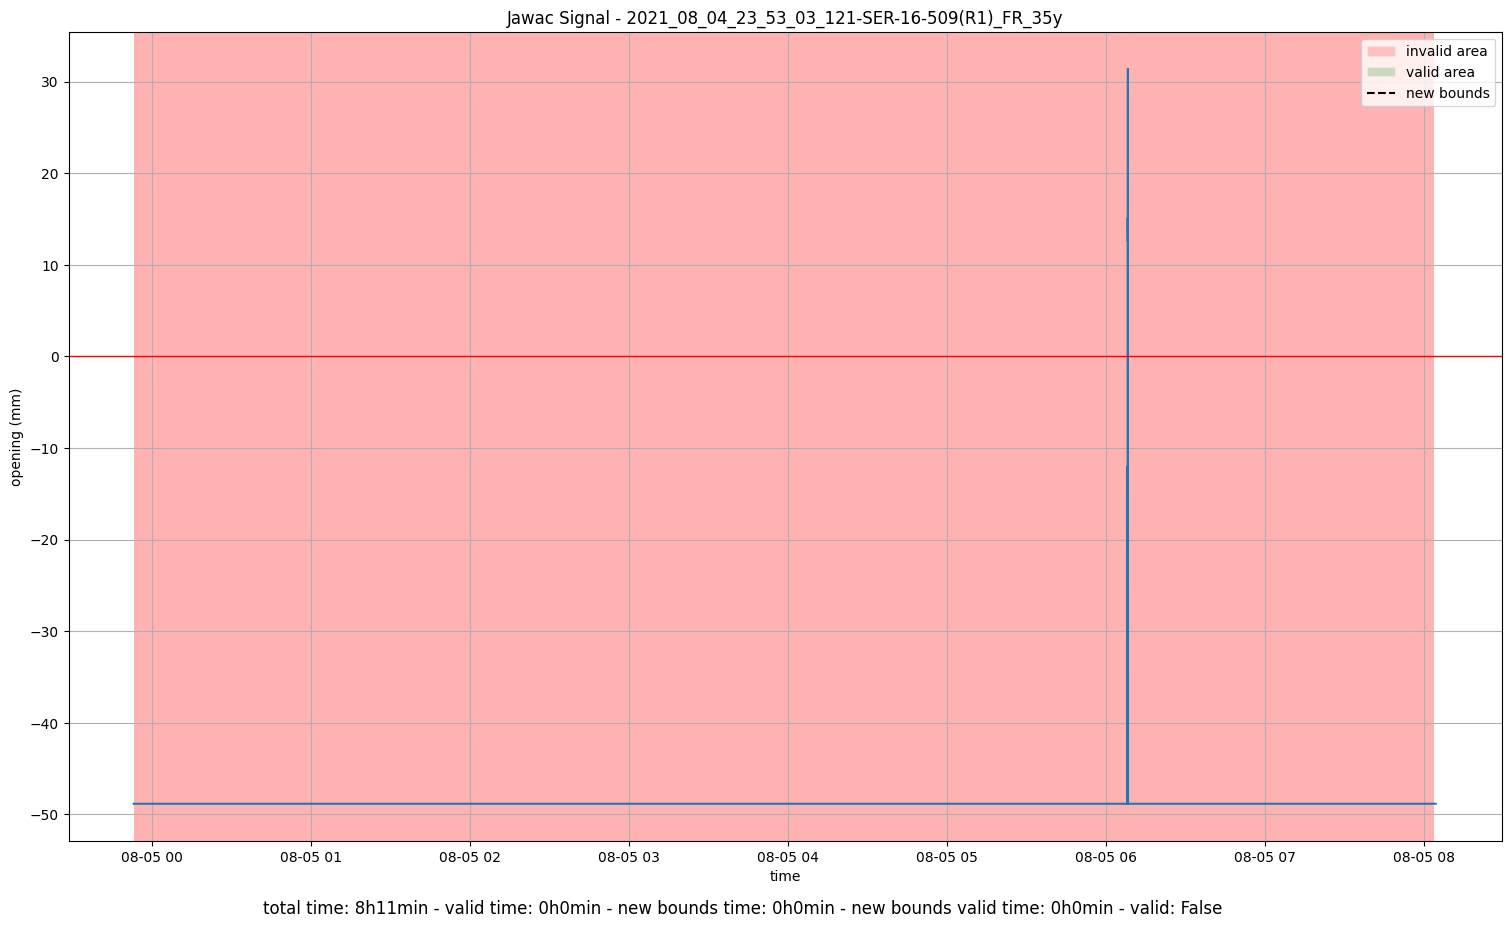 Jawac Signal - 2021_08_04_23_53_03_121-SER-16-509(R1)_FR_35y
invalid area
valid area
new bounds
30
20
10
0
−10
−20
−30
−40
−50
opening (mm)
08-05 00 08-05 01 08-05 02 08-05 03 08-05 04 08-05 05 08-05 06 08-05 07 08-05 08
time
total time: 8h11min - valid time: 0h0min - new bounds time: 0h0min - new bounds valid time: 0h0min - valid: False